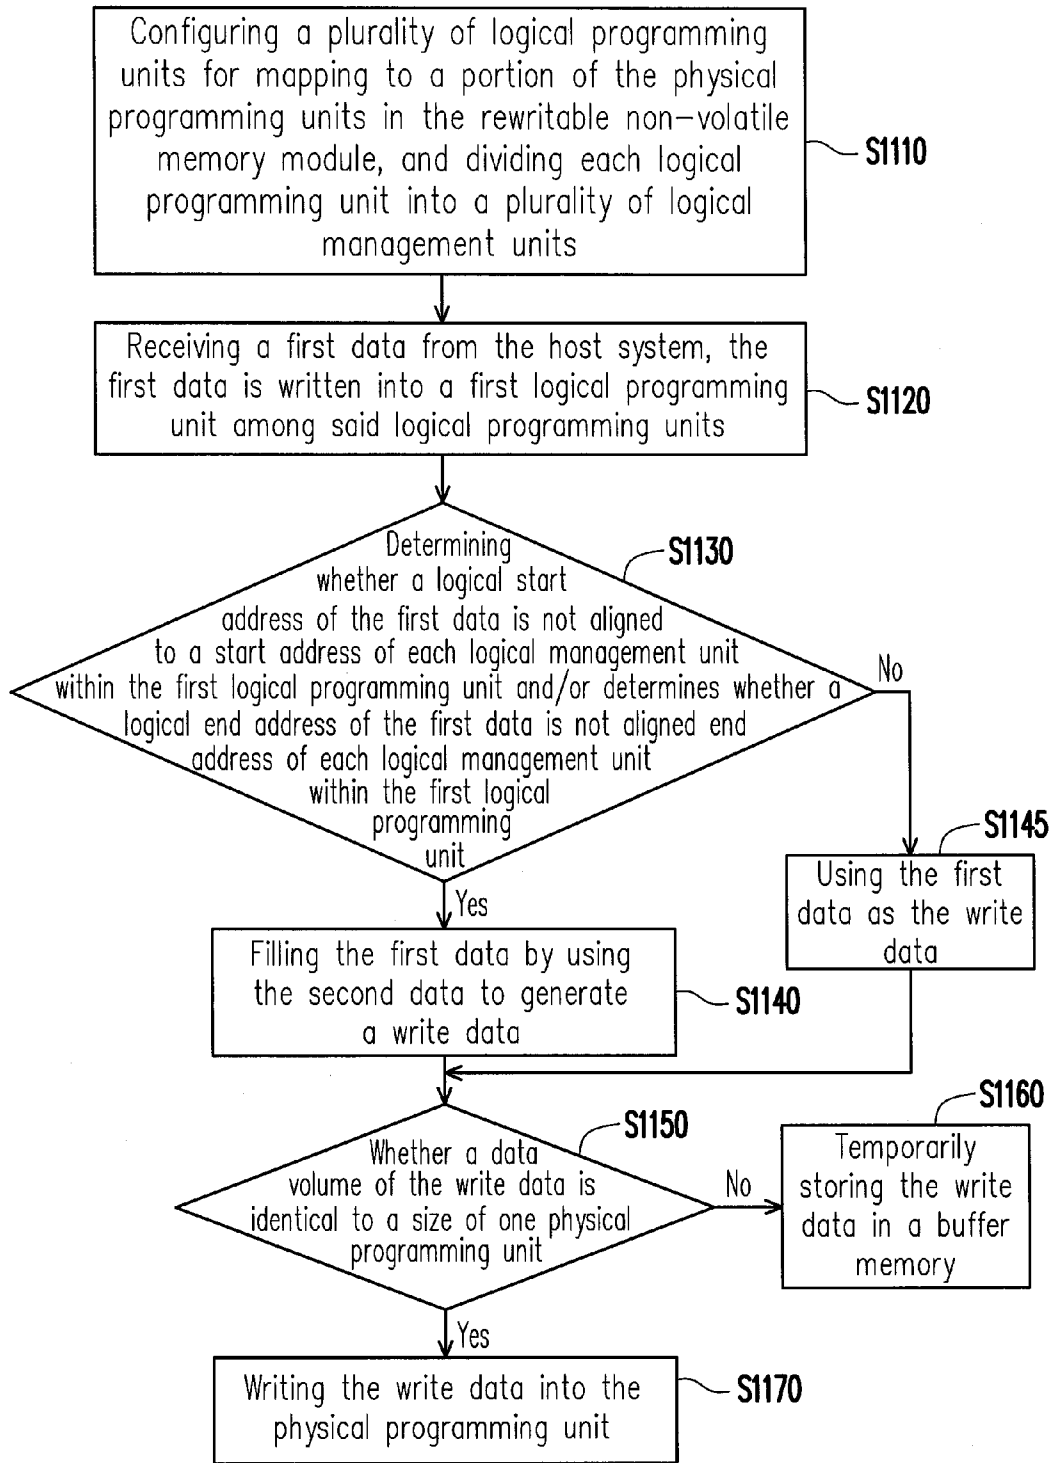 Configuring a plurality of logical programming
units for mapping to a portion of the physical
programming units in the rewritable non-volatile
memory module, and dividing each logical
programming unit into a plurality of logical
management units
S1110
Receiving a first data from the host system, the
first data is written into a first logical programming
unit among said logical programming units
S1120
Determining
whether a logical start
address of the first data is not aligned
to a start address of each logical management unit
within the first logical programming unit and/or determines whether a
logical end address of the first data is not aligned end
address of each logical management unit
within the first logical
programming
unit
S1130
No
Yes
S1145
Using the first
data as the write
data
Filling the first data by using
the second data to generate
a write data
S1140
Whether a data
volume of the write data is
identical to a size of one physical
programming unit
S1150
No
S1160
Temporarily
storing the write
data in a buffer
memory
Yes
Writing the write data into the
physical programming unit
S1170